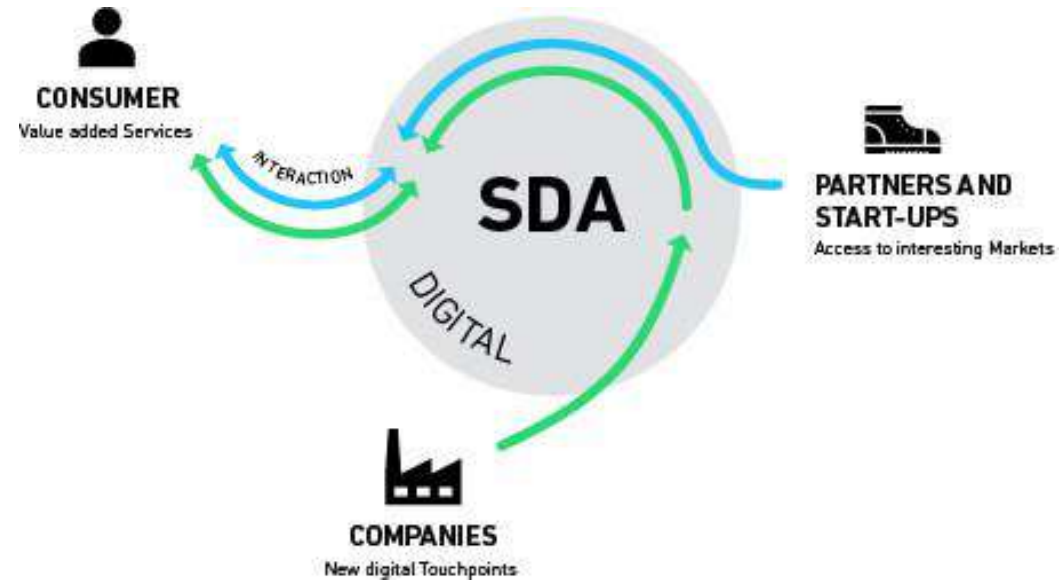 CONSUMER
Value added Services
INTERACTION
SDA
DIGITAL
PARTNERS AND
START-UPS
Access to interesting Markets
COMPANIES
New digital Touchpoints